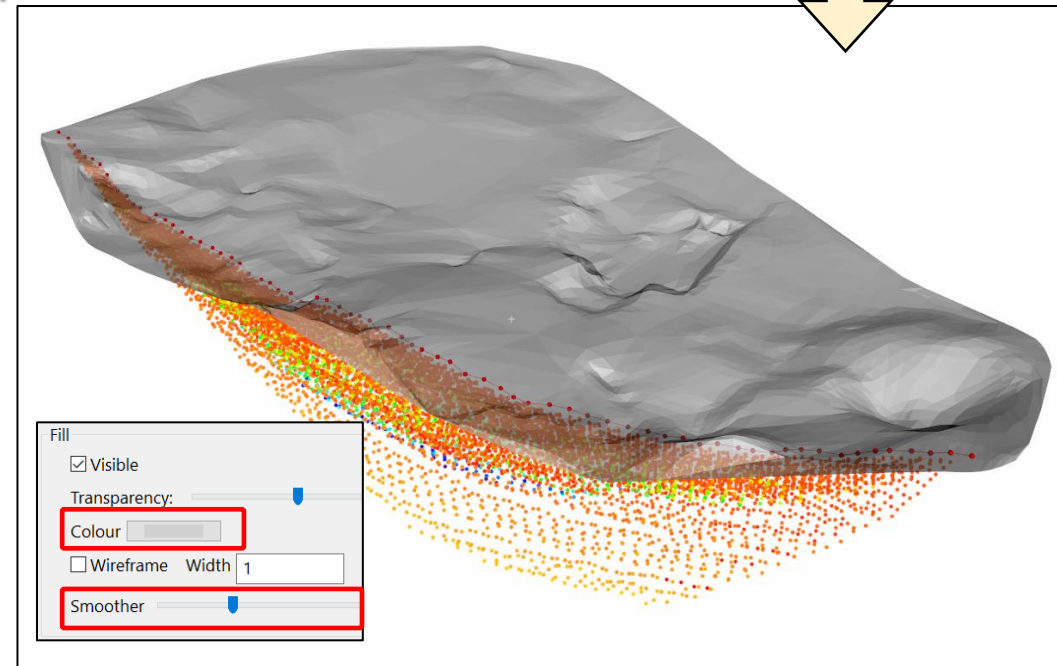 Fill
Visible
Transparency:
Colour
Wireframe Width 1
Smoother